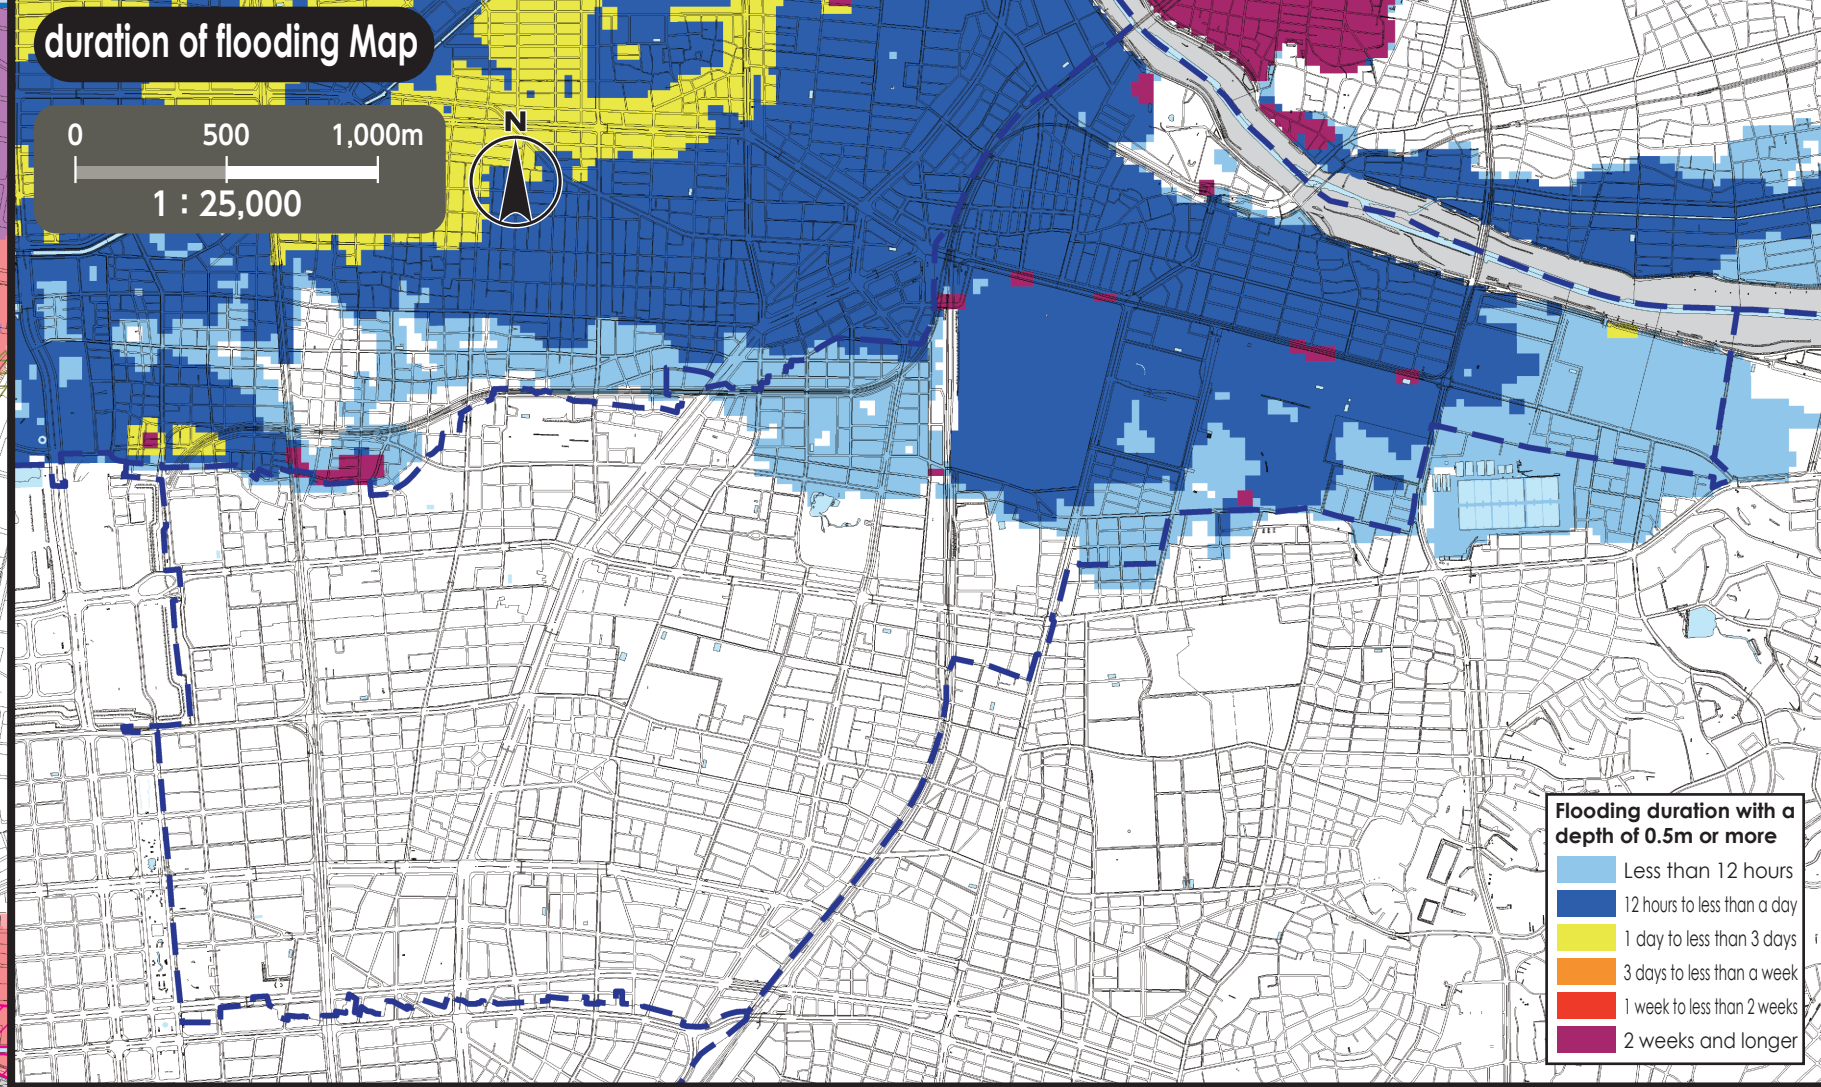 duration of flooding Map
0 500 1,000m
1 : 25,000
N
Flooding duration with a
depth of 0.5m or more
Less than 12 hours
12 hours to less than a day
1 day to less than 3 days
3 days to less than a week
1 week to less than 2 weeks
2 weeks and longer